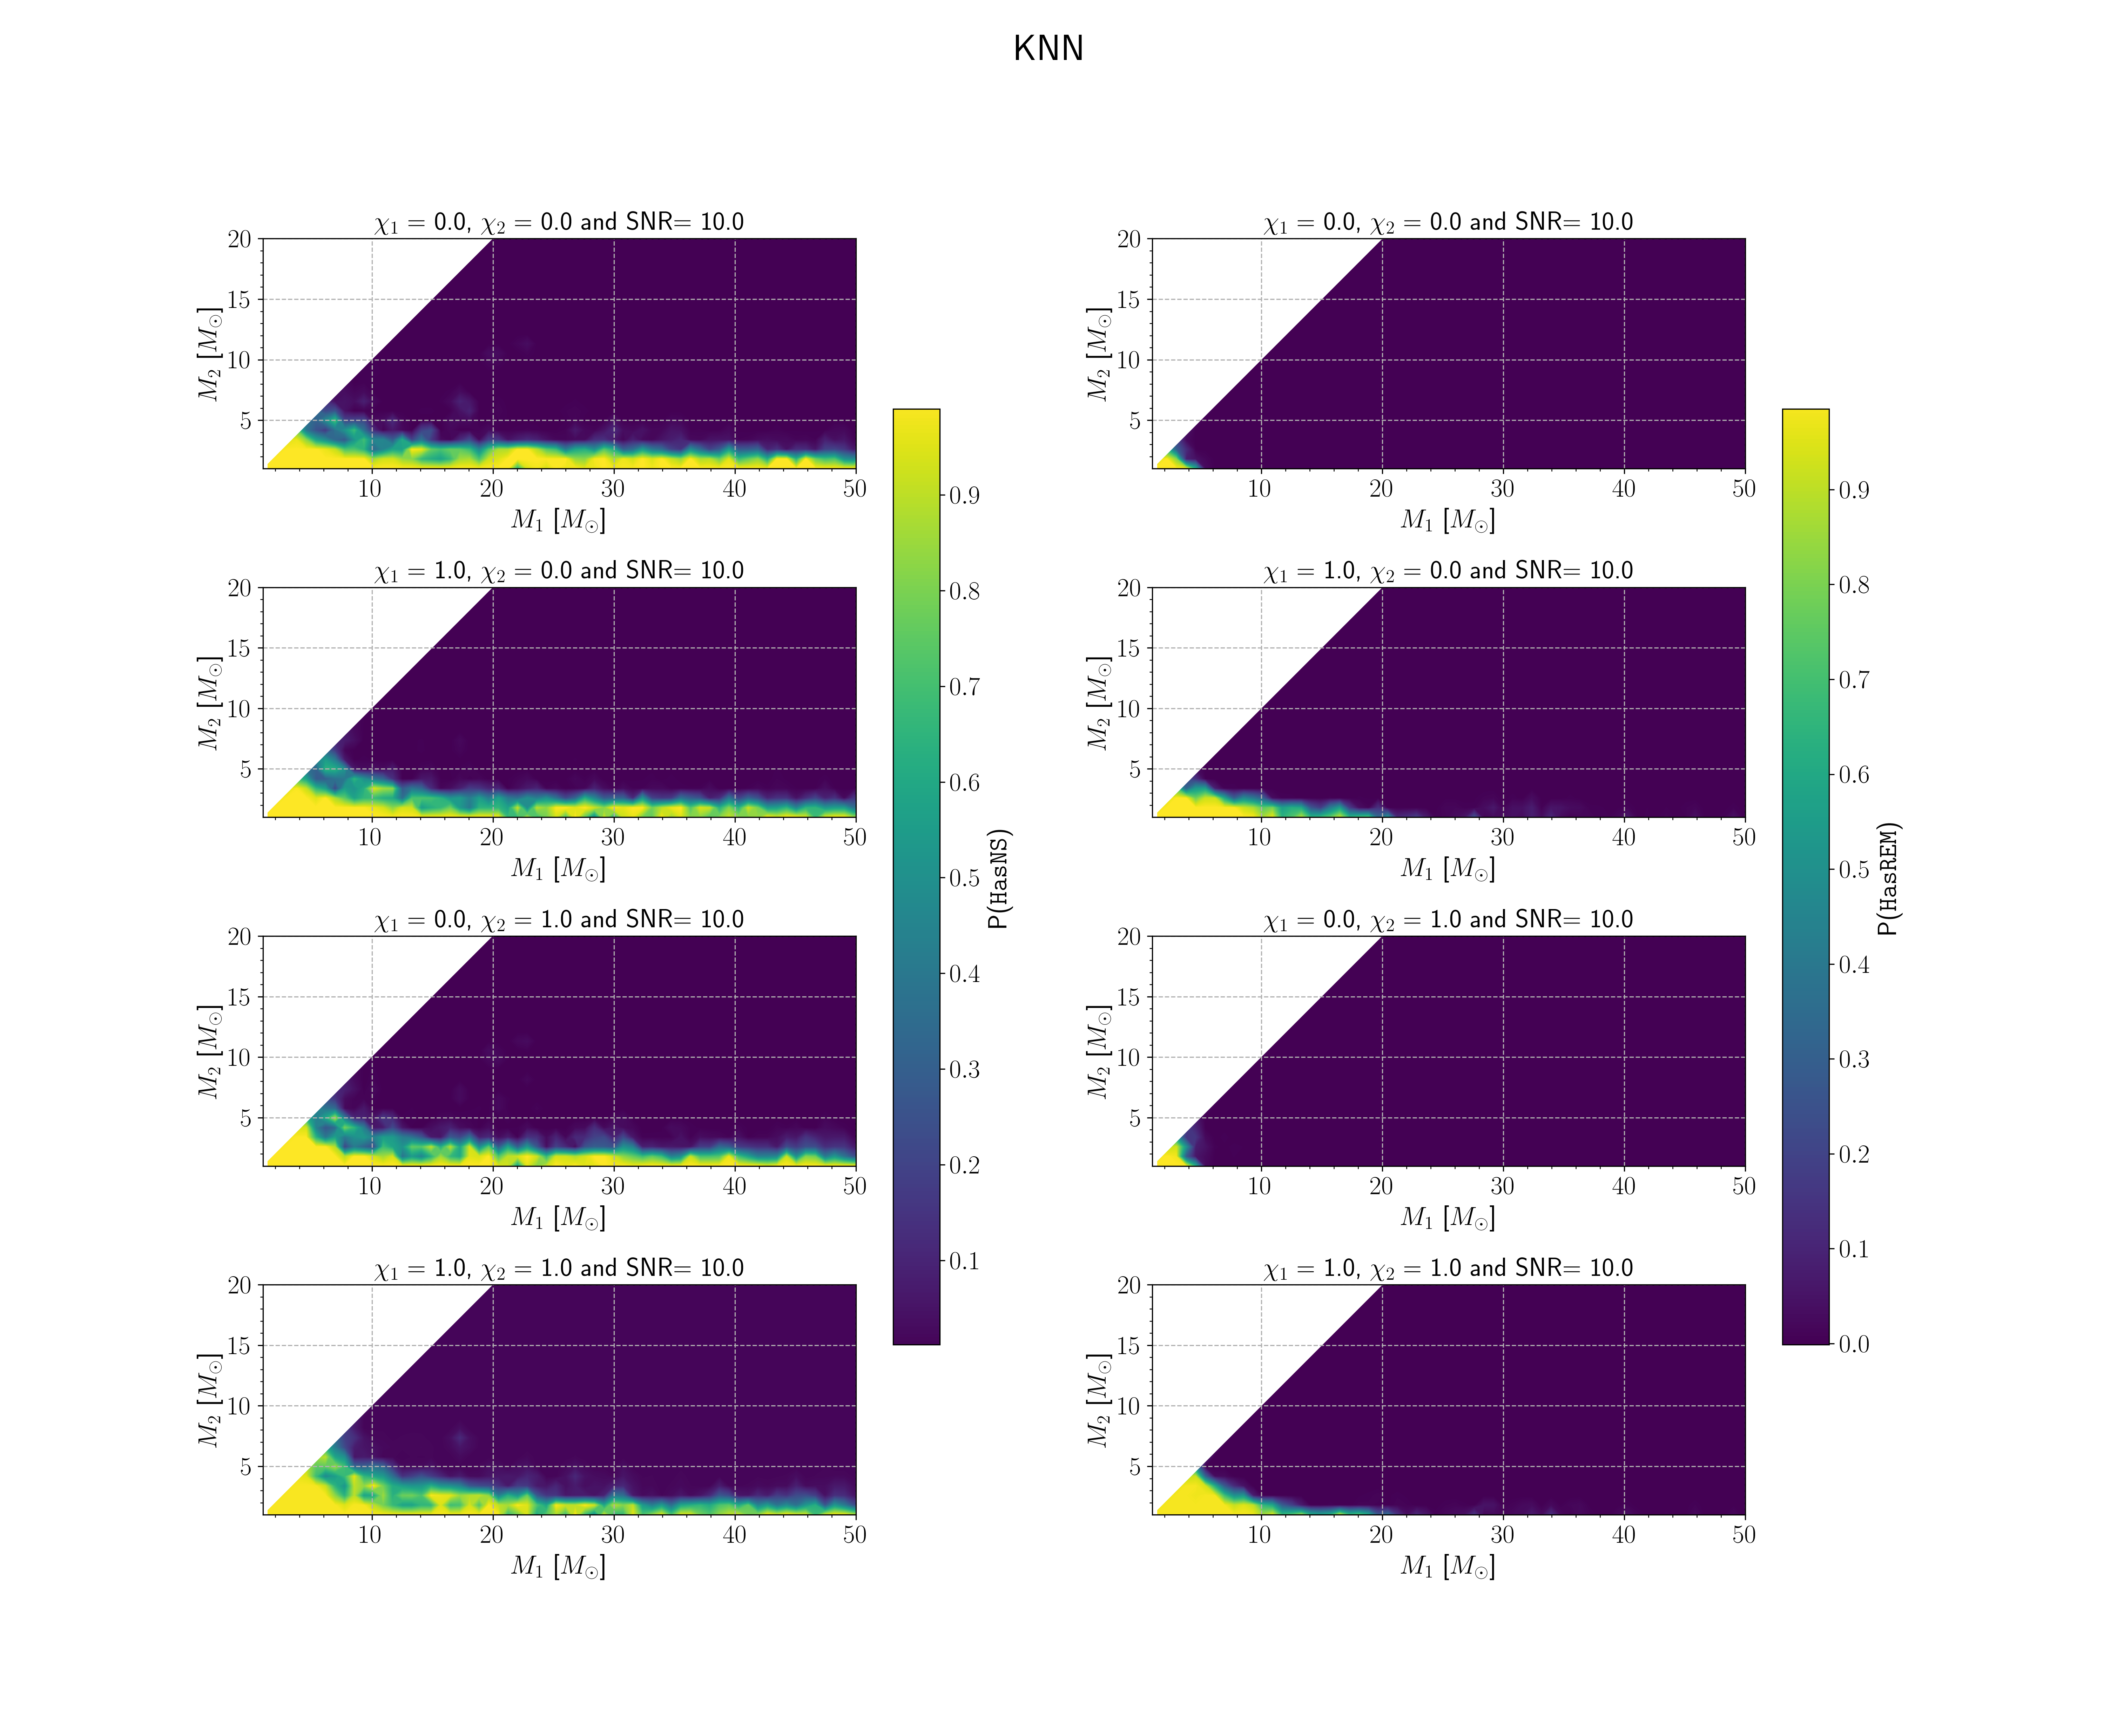 KNN
χ₁ = 0.0, χ₂ = 0.0 and SNR= 10.0
20
15
10
5
M₂ [M⊙]
10 20 30 40 50
M₁ [M⊙]
χ₁ = 1.0, χ₂ = 0.0 and SNR= 10.0
20
15
10
5
M₂ [M⊙]
10 20 30 40 50
M₁ [M⊙]
χ₁ = 0.0, χ₂ = 1.0 and SNR= 10.0
20
15
10
5
M₂ [M⊙]
10 20 30 40 50
M₁ [M⊙]
χ₁ = 1.0, χ₂ = 1.0 and SNR= 10.0
20
15
10
5
M₂ [M⊙]
10 20 30 40 50
M₁ [M⊙]
0.9
0.8
0.7
0.6
0.5
0.4
0.3
0.2
0.1
P(HasNS)
χ₁ = 0.0, χ₂ = 0.0 and SNR= 10.0
20
15
10
5
M₂ [M⊙]
10 20 30 40 50
M₁ [M⊙]
χ₁ = 1.0, χ₂ = 0.0 and SNR= 10.0
20
15
10
5
M₂ [M⊙]
10 20 30 40 50
M₁ [M⊙]
χ₁ = 0.0, χ₂ = 1.0 and SNR= 10.0
20
15
10
5
M₂ [M⊙]
10 20 30 40 50
M₁ [M⊙]
χ₁ = 1.0, χ₂ = 1.0 and SNR= 10.0
20
15
10
5
M₂ [M⊙]
10 20 30 40 50
M₁ [M⊙]
0.9
0.8
0.7
0.6
0.5
0.4
0.3
0.2
0.1
0.0
P(HasREM)